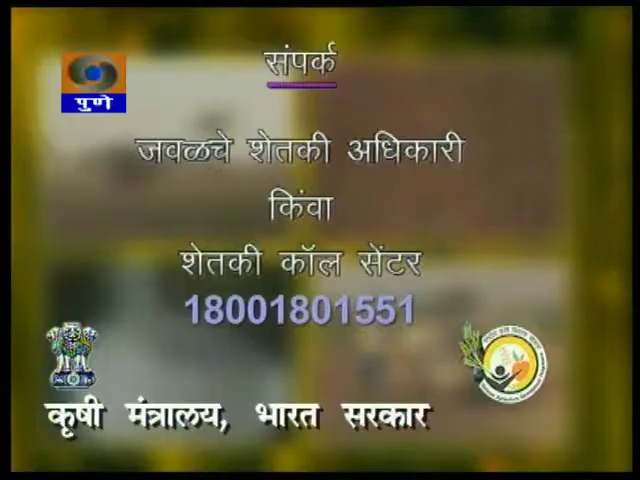 संपर्क
पुणे
जवळचे शेतकी अधिकारी
किंवा
शेतकी कॉल सेंटर
18001801551
कृषी मंत्रालय, भारत सरकार